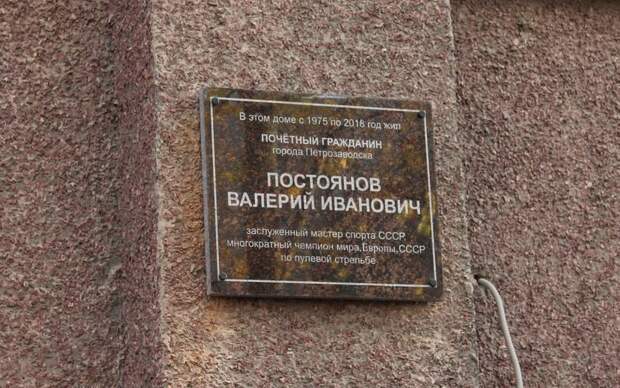 В этом доме с 1975 по 2018 год жил
ПОЧЁТНЫЙ ГРАЖДАНИН
города Петрозаводска
ПОСТОЯНОВ
ВАЛЕРИЙ ИВАНОВИЧ
заслуженный мастер спорта СССР,
многократный чемпион мира,Европы,СССР
по пулевой стрельбе